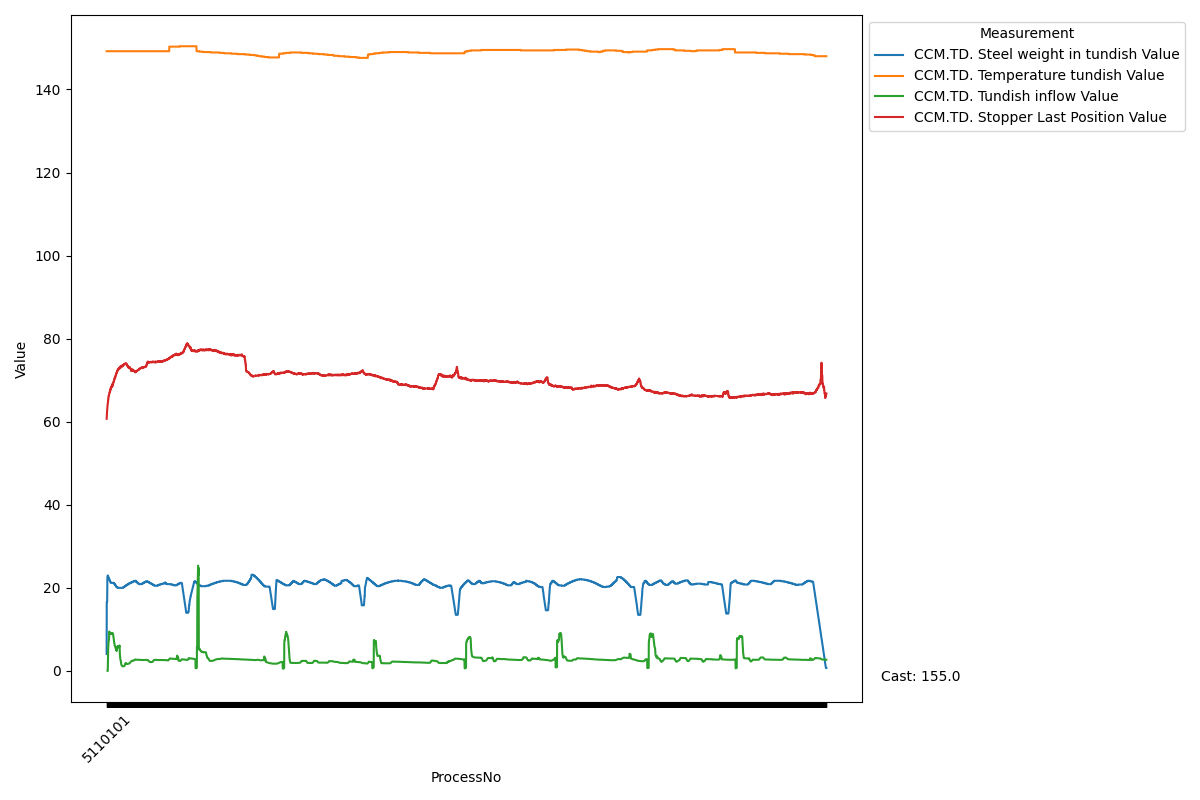 Measurement
CCM.TD. Steel weight in tundish Value
CCM.TD. Temperature tundish Value
CCM.TD. Tundish inflow Value
CCM.TD. Stopper Last Position Value
140
120
100
80
60
40
20
0
Value
Cast: 155.0
5110101
ProcessNo